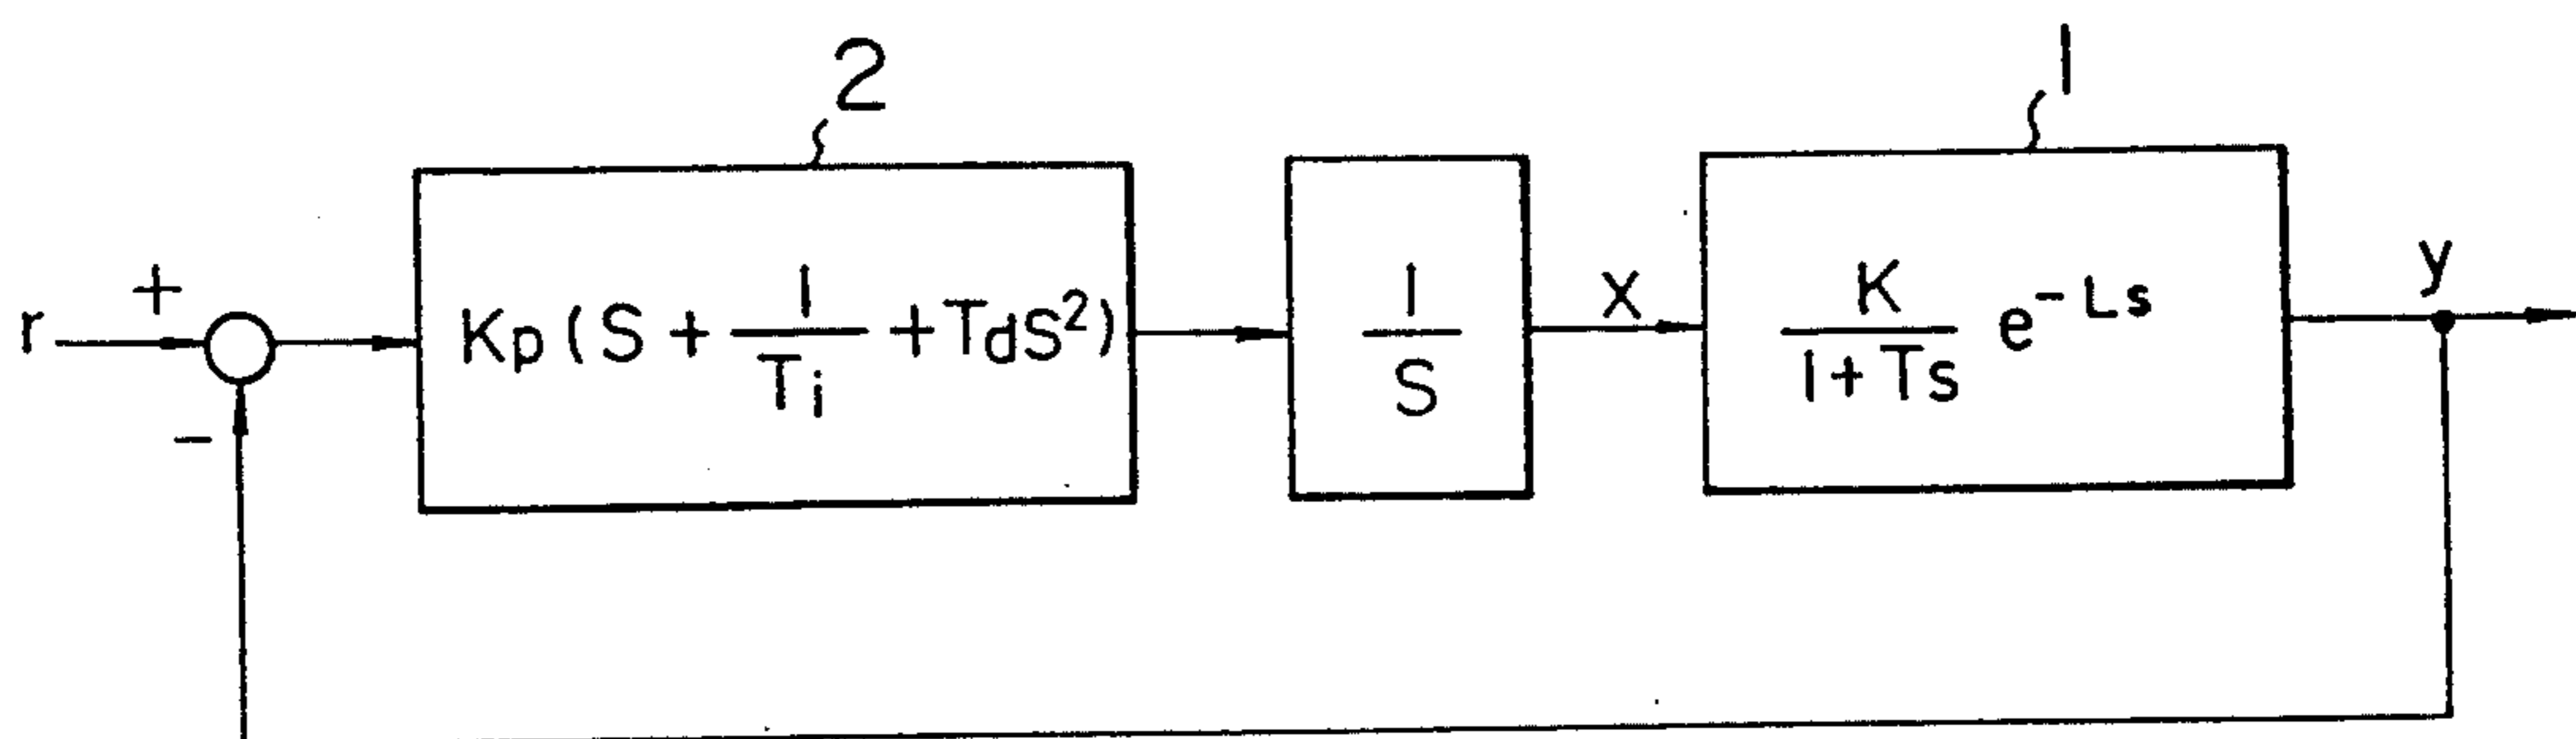 2
1
r
+
−
Kp (S + 1/Ti + TdS²)
1/S
X
K/(1+Ts) e^−Ls
y